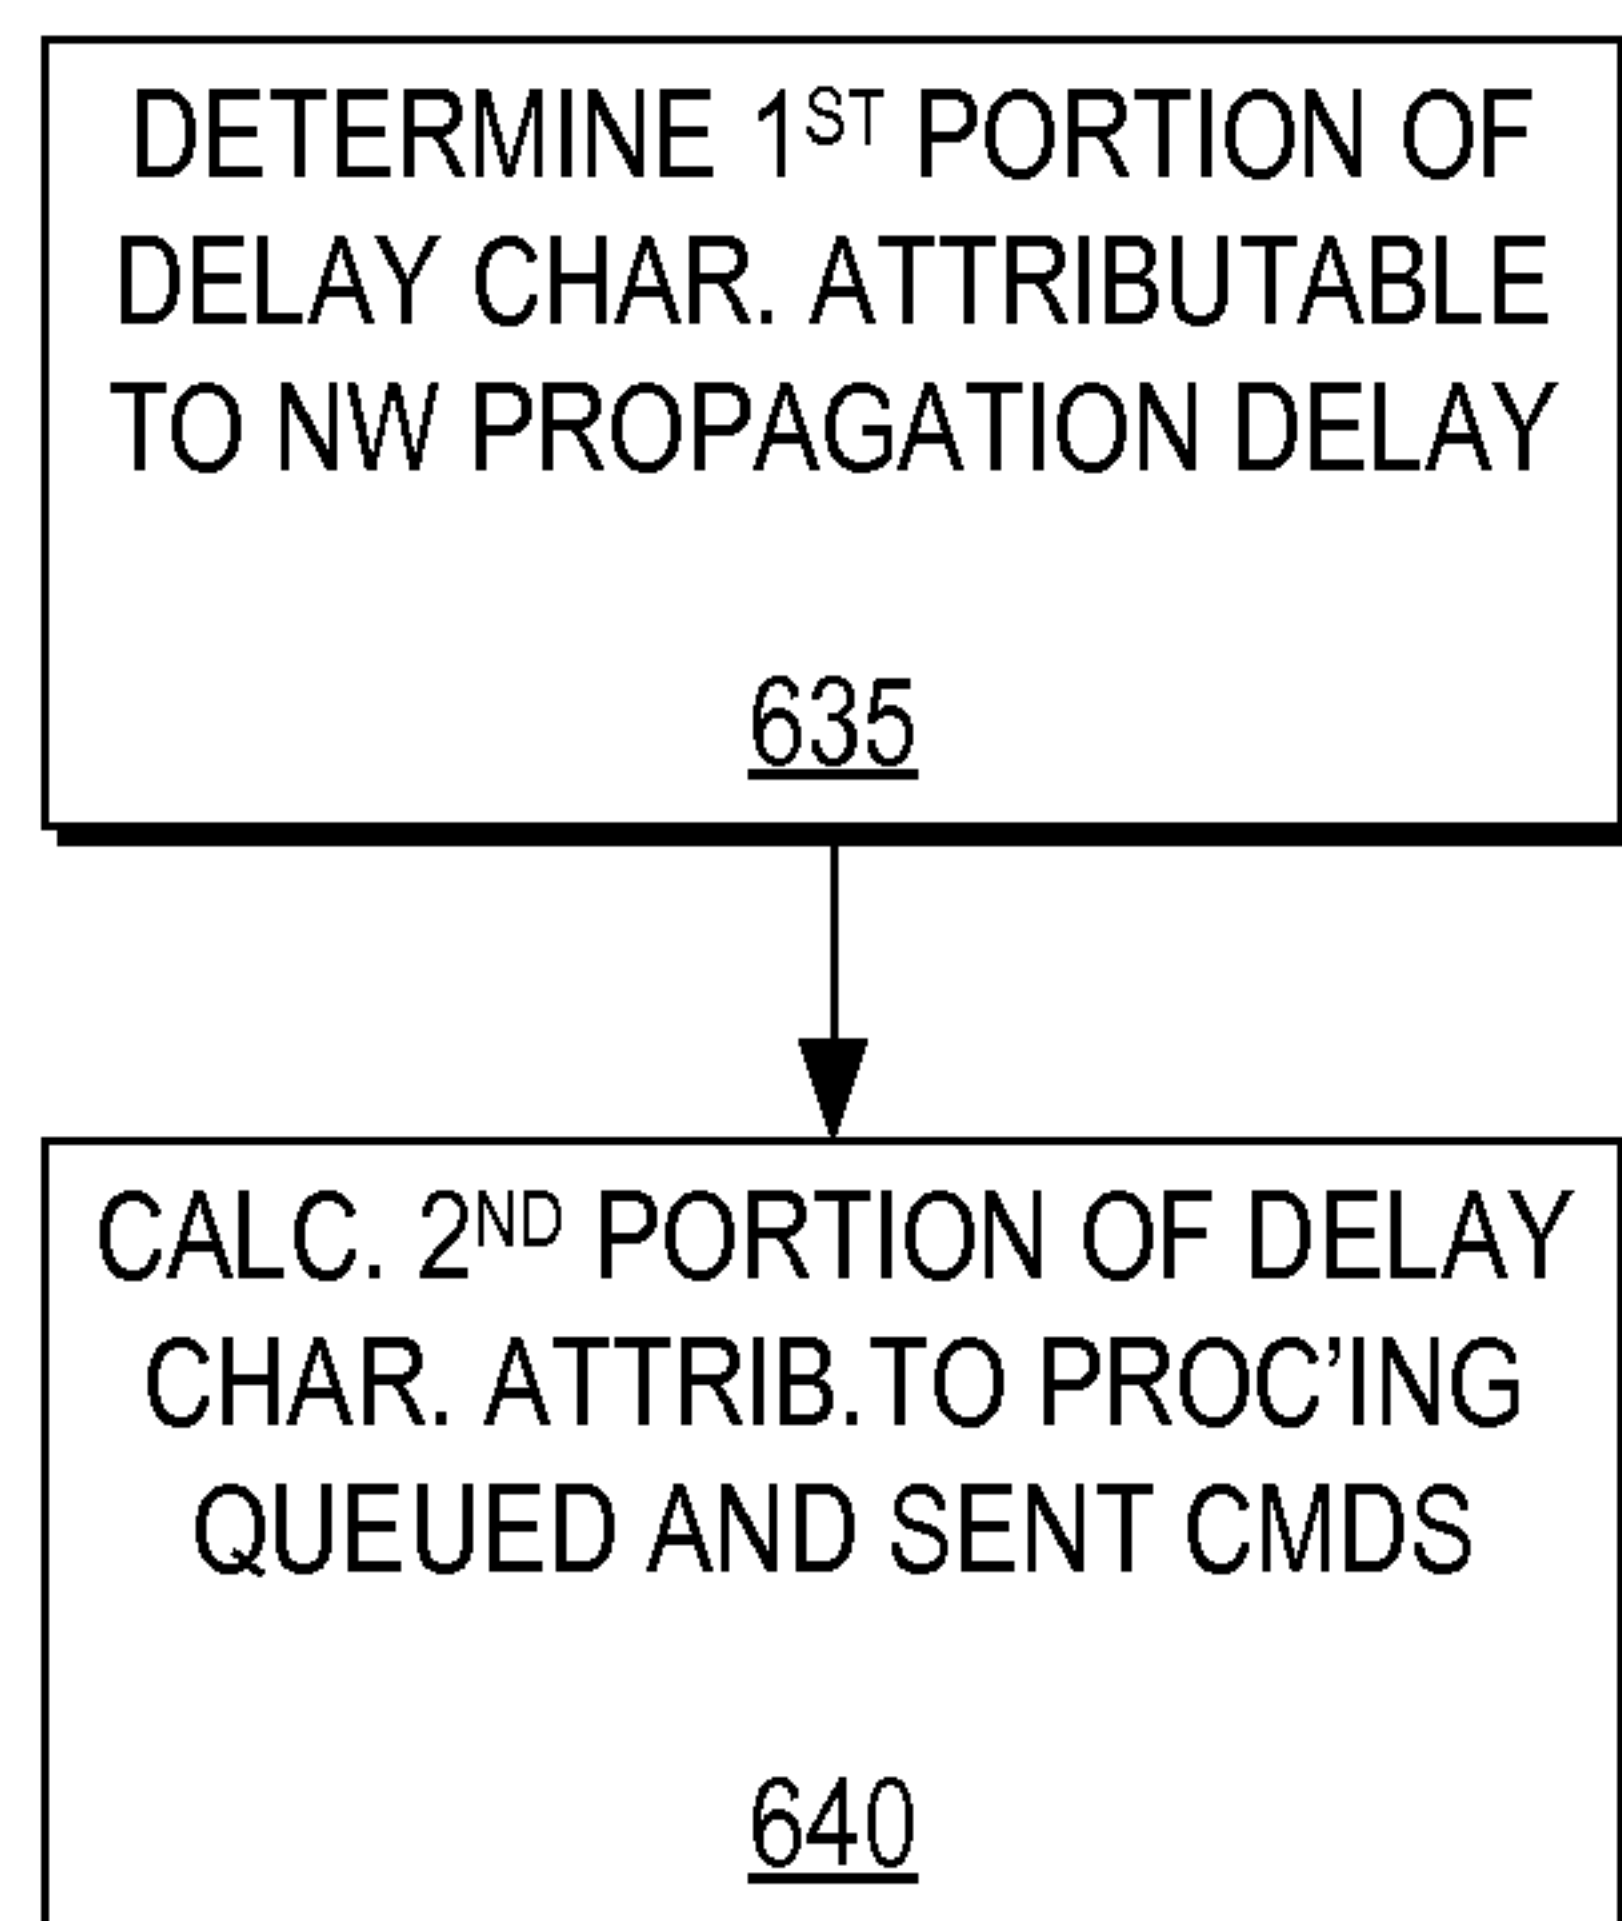 DETERMINE 1ST PORTION OF
DELAY CHAR. ATTRIBUTABLE
TO NW PROPAGATION DELAY
635
CALC. 2ND PORTION OF DELAY
CHAR. ATTRIB.TO PROC’ING
QUEUED AND SENT CMDS
640